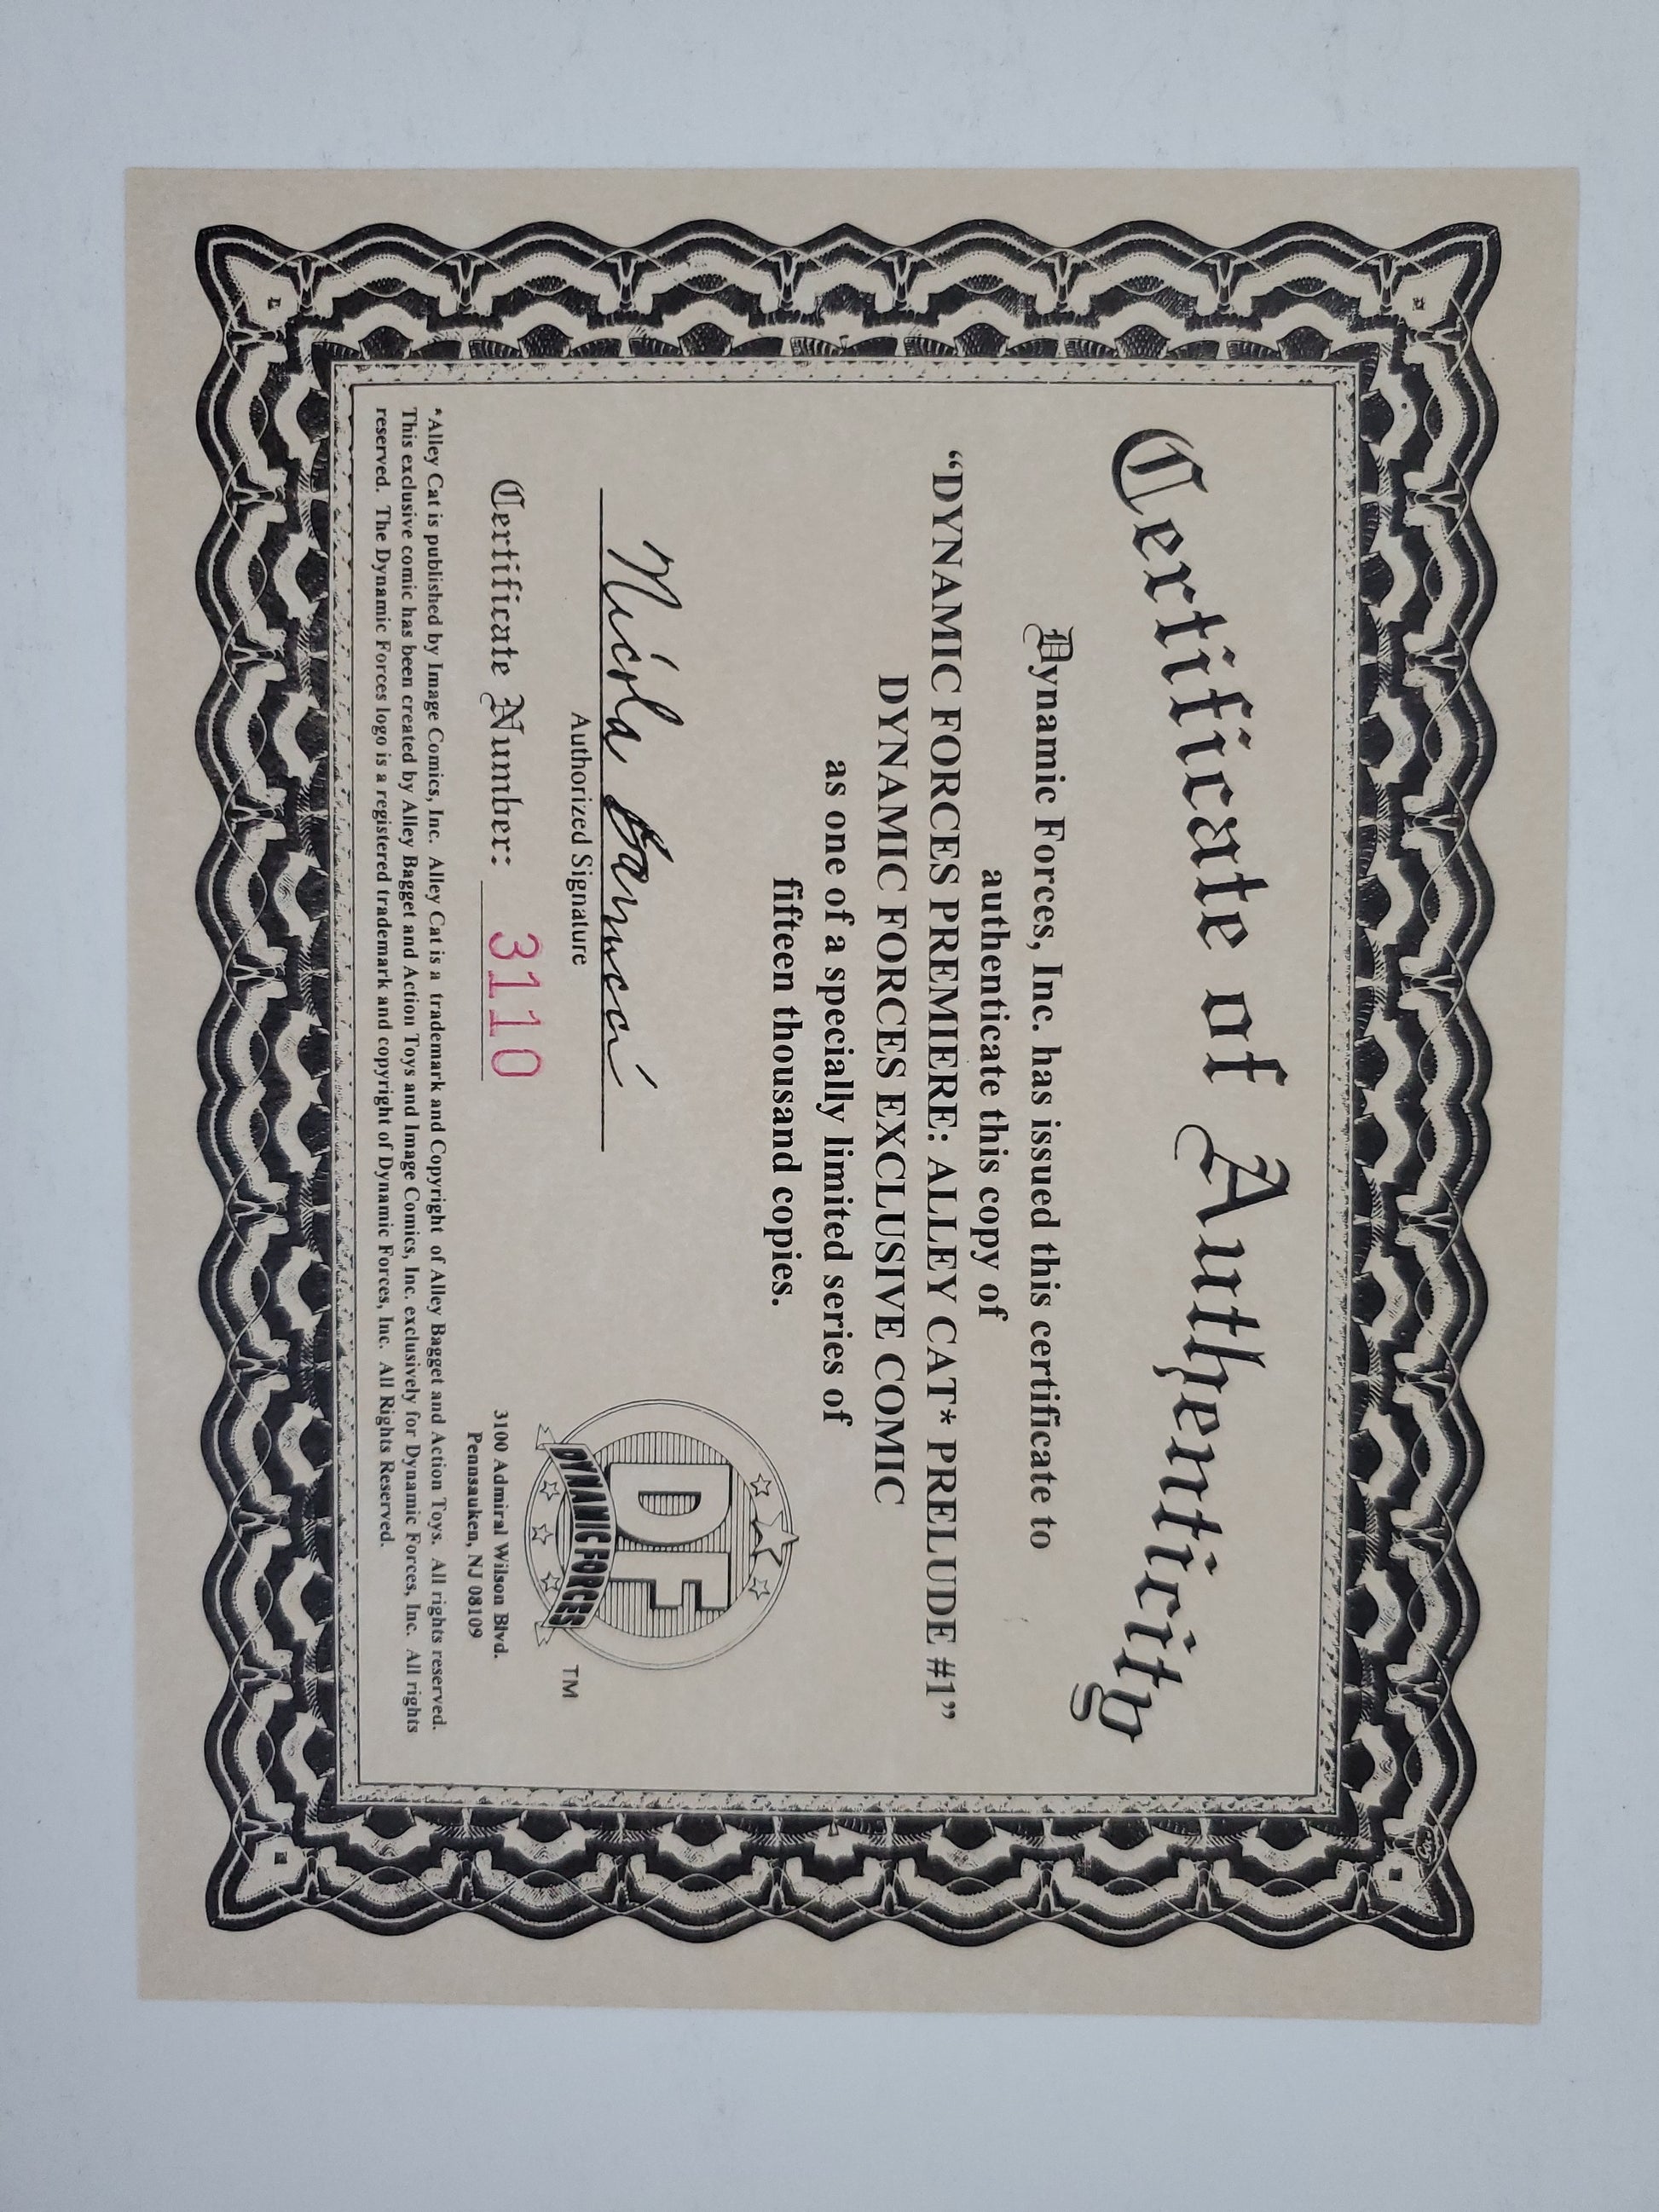 Certificate of Authenticity
Dynamic Forces, Inc. has issued this certificate to
authenticate this copy of
“DYNAMIC FORCES PREMIERE: ALLEY CAT* PRELUDE #1”
DYNAMIC FORCES EXCLUSIVE COMIC
as one of a specially limited series of
fifteen thousand copies.
Authorized Signature
Certificate Number: 3110
DF
DYNAMIC FORCES
TM
3100 Admiral Wilson Blvd.
Pennsauken, NJ 08109
*Alley Cat is published by Image Comics, Inc. Alley Cat is a trademark and Copyright of Alley Bagget and Action Toys. All rights reserved.
This exclusive comic has been created by Alley Bagget and Action Toys and Image Comics, Inc. exclusively for Dynamic Forces, Inc. All rights
reserved. The Dynamic Forces logo is a registered trademark and copyright of Dynamic Forces, Inc. All Rights Reserved.